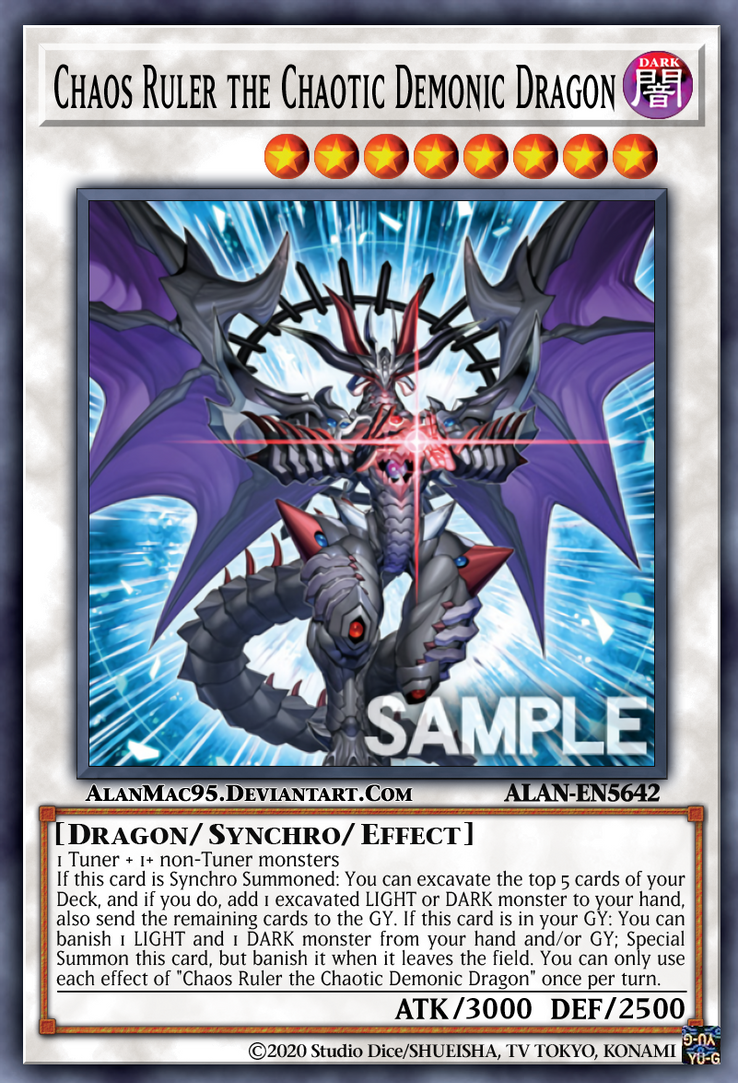 Chaos Ruler the Chaotic Demonic Dragon
DARK
闇
SAMPLE
AlanMac95.Deviantart.Com ALAN-EN5642
[Dragon/ Synchro/ Effect]
1 Tuner + 1+ non-Tuner monsters
If this card is Synchro Summoned: You can excavate the top 5 cards of your
Deck, and if you do, add 1 excavated LIGHT or DARK monster to your hand,
also send the remaining cards to the GY. If this card is in your GY: You can
banish 1 LIGHT and 1 DARK monster from your hand and/or GY; Special
Summon this card, but banish it when it leaves the field. You can only use
each effect of "Chaos Ruler the Chaotic Demonic Dragon" once per turn.
ATK/3000 DEF/2500
©2020 Studio Dice/SHUEISHA, TV TOKYO, KONAMI
YU-G
YU-G